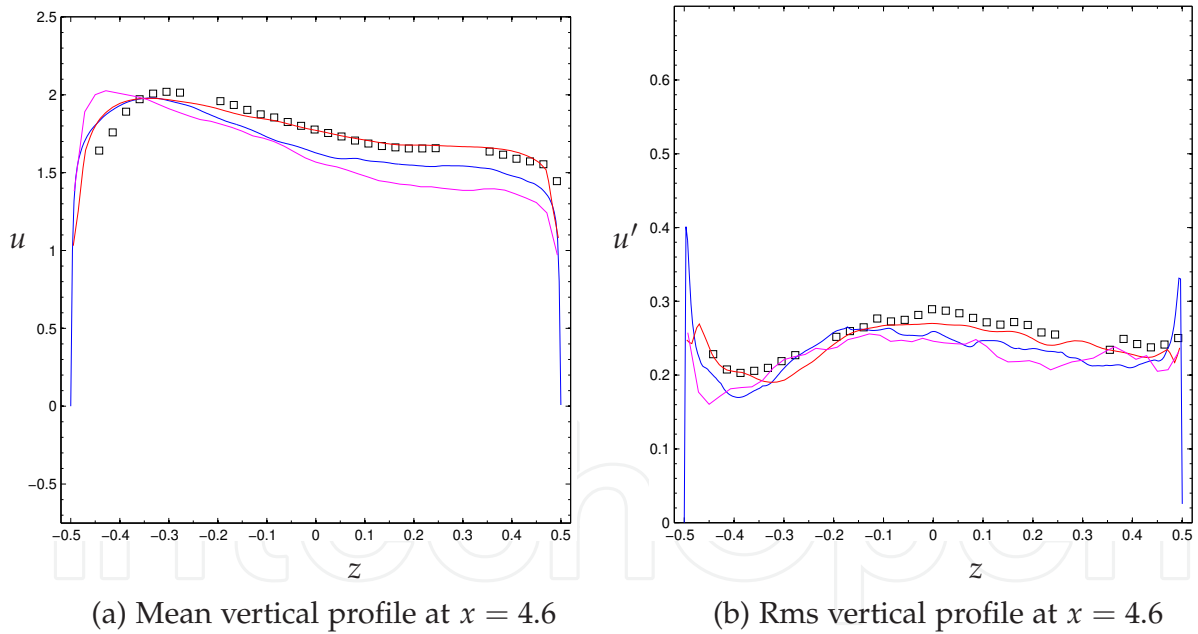 2.5
2
1.5
1
0.5
0
−0.5
u
−0.5 −0.4 −0.3 −0.2 −0.1 0 0.1 0.2 0.3 0.4 0.5
z
(a) Mean vertical profile at x = 4.6
0.6
0.5
0.4
0.3
0.2
0.1
0
u′
−0.5 −0.4 −0.3 −0.2 −0.1 0 0.1 0.2 0.3 0.4 0.5
z
(b) Rms vertical profile at x = 4.6
intechopen